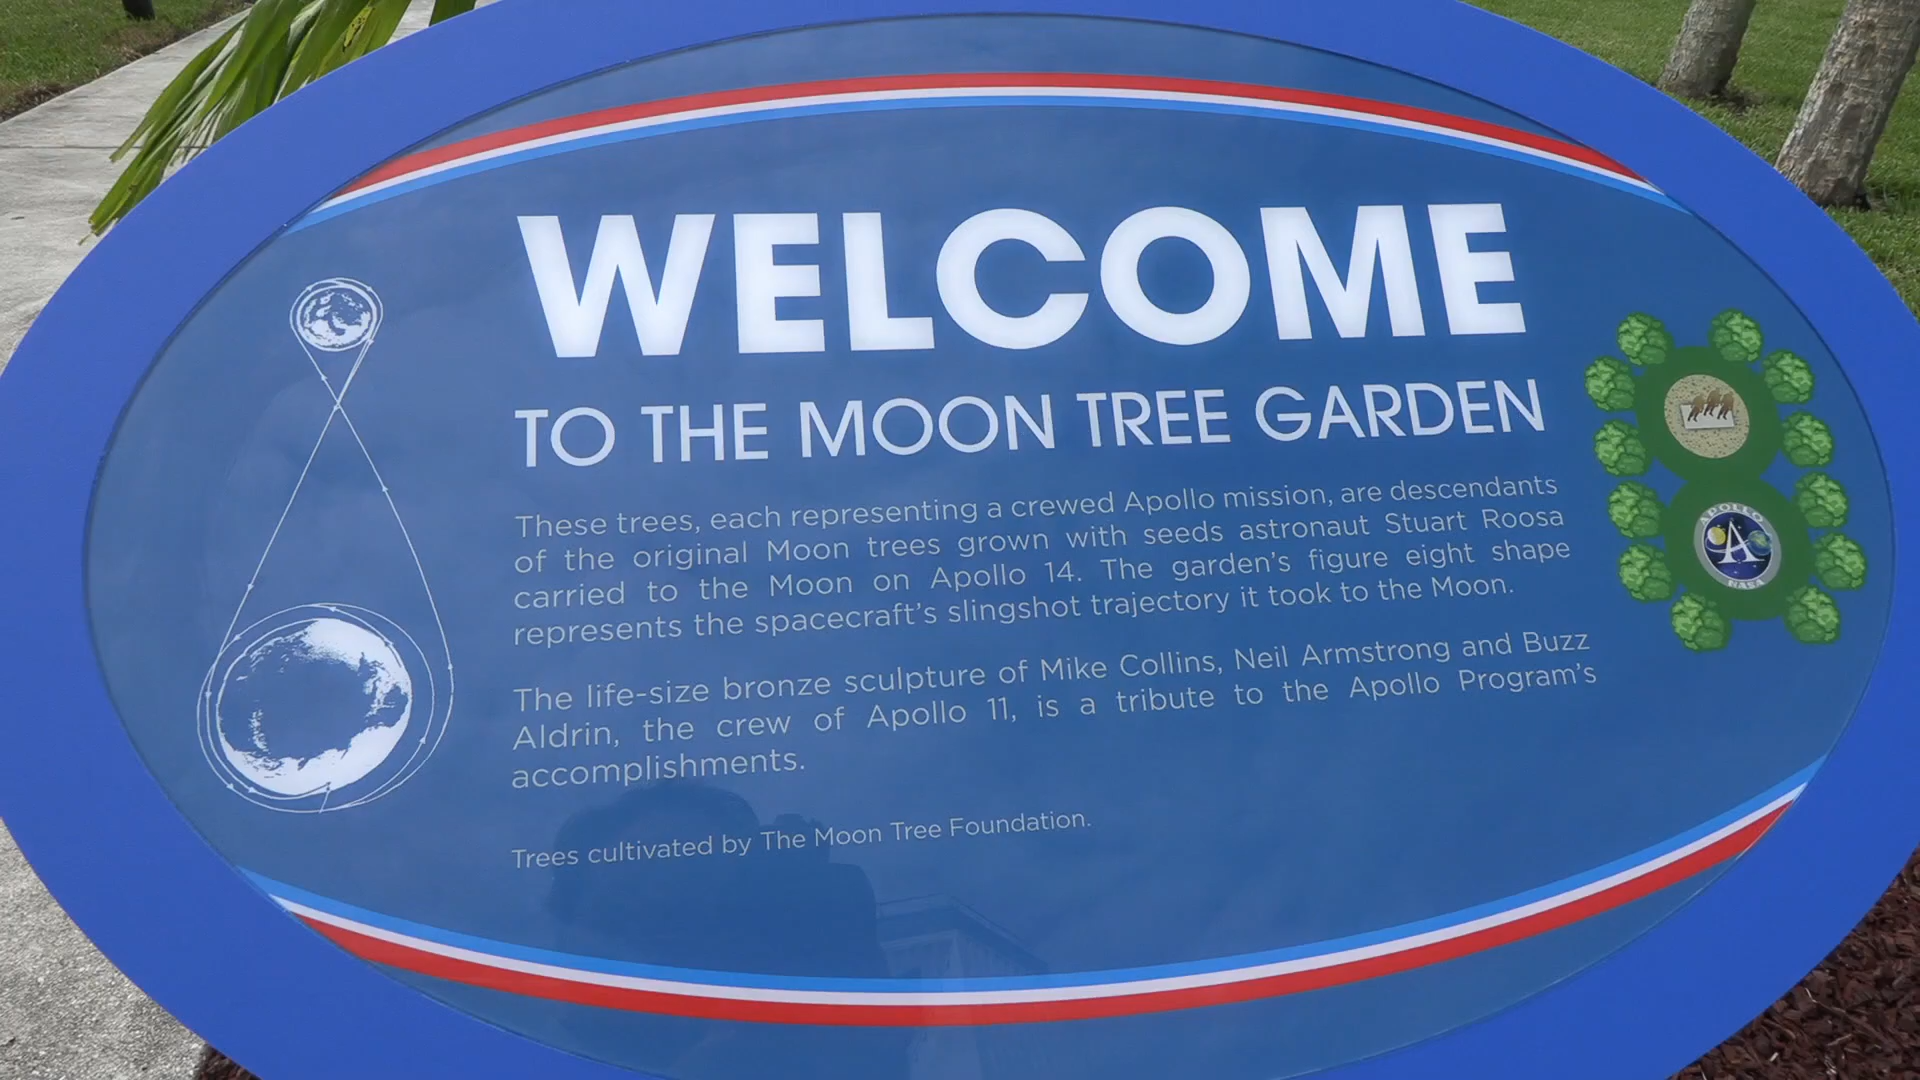 WELCOME
TO THE MOON TREE GARDEN
These trees, each representing a crewed Apollo mission, are descendants
of the original Moon trees grown with seeds astronaut Stuart Roosa
carried to the Moon on Apollo 14. The garden's figure eight shape
represents the spacecraft's slingshot trajectory it took to the Moon.
The life-size bronze sculpture of Mike Collins, Neil Armstrong and Buzz
Aldrin, the crew of Apollo 11, is a tribute to the Apollo Program's
accomplishments.
Trees cultivated by The Moon Tree Foundation.
APOLLO
A
NASA